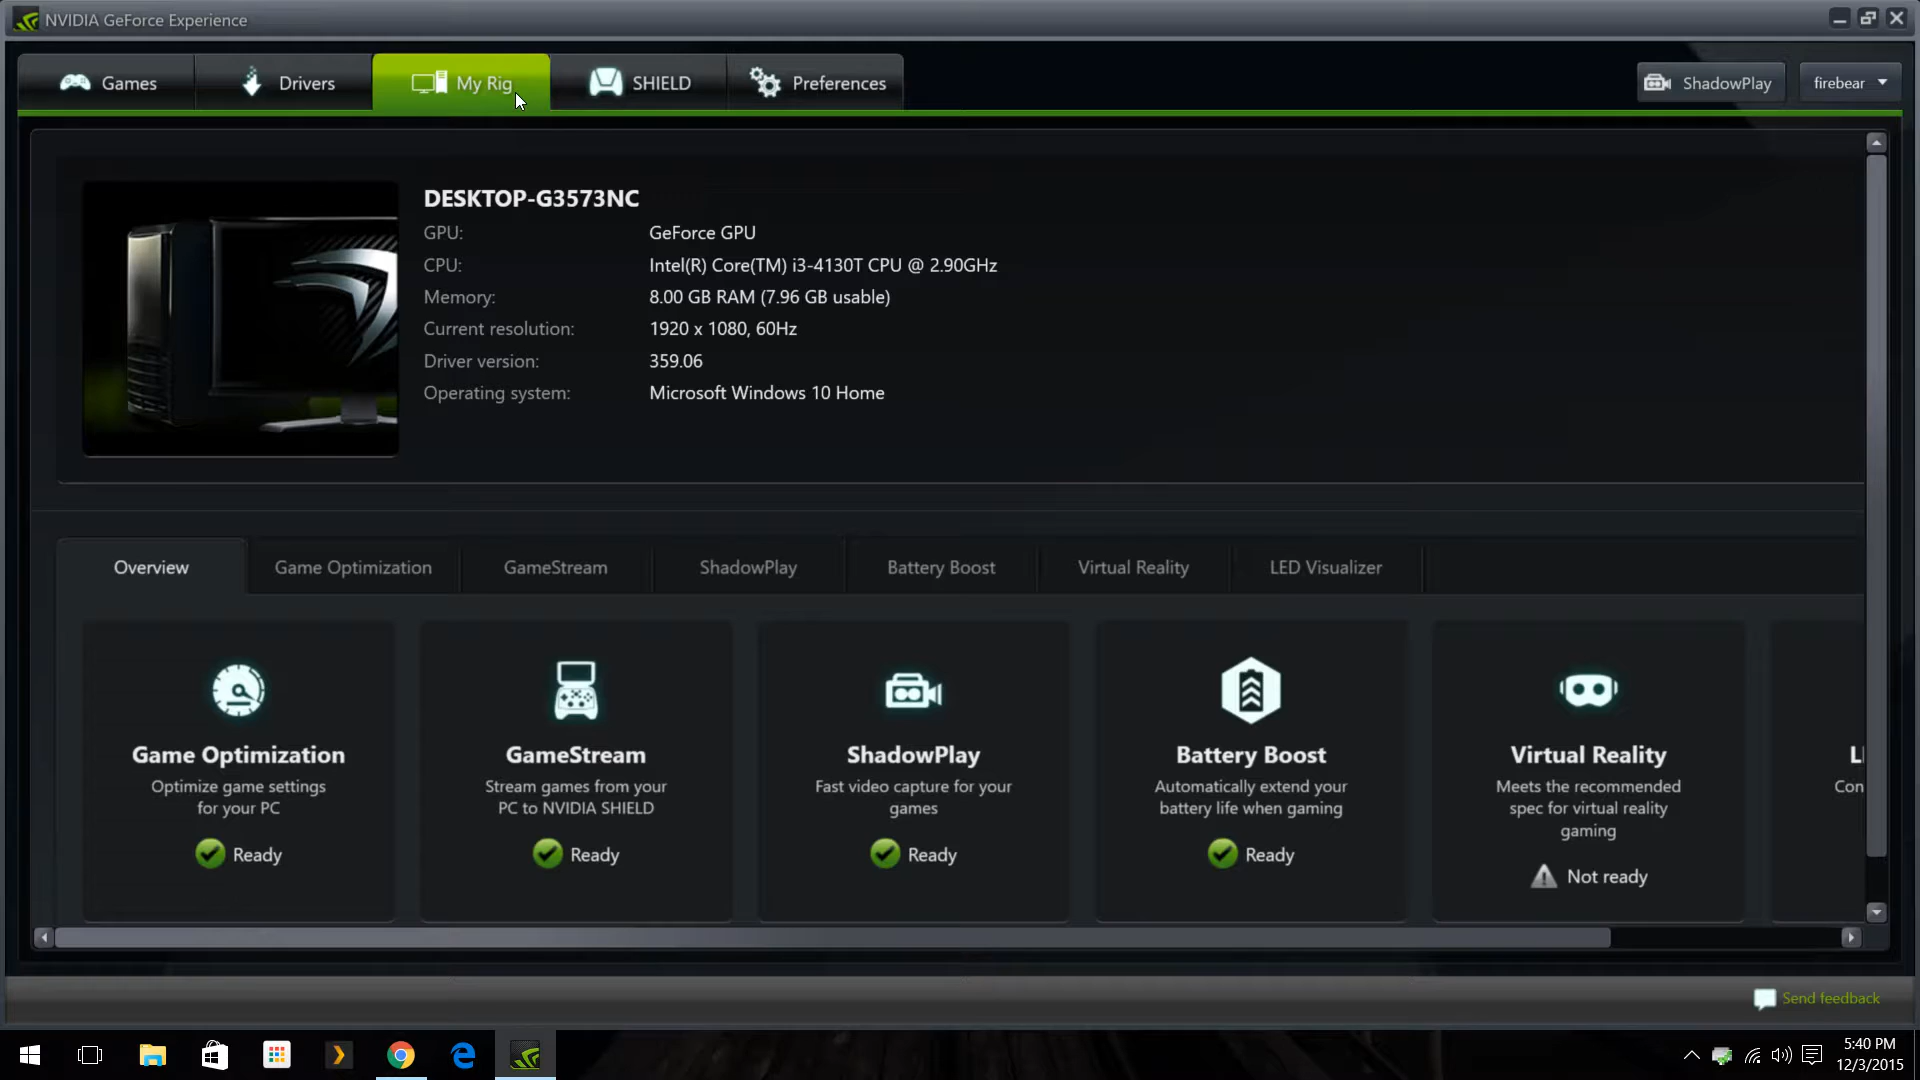 NVIDIA GeForce Experience
Games
Drivers
My Rig
SHIELD
Preferences
ShadowPlay
firebear
DESKTOP-G3573NC
GPU: GeForce GPU
CPU: Intel(R) Core(TM) i3-4130T CPU @ 2.90GHz
Memory: 8.00 GB RAM (7.96 GB usable)
Current resolution: 1920 x 1080, 60Hz
Driver version: 359.06
Operating system: Microsoft Windows 10 Home
Overview
Game Optimization
GameStream
ShadowPlay
Battery Boost
Virtual Reality
LED Visualizer
Game Optimization
Optimize game settings
for your PC
Ready
GameStream
Stream games from your
PC to NVIDIA SHIELD
Ready
ShadowPlay
Fast video capture for your
games
Ready
Battery Boost
Automatically extend your
battery life when gaming
Ready
Virtual Reality
Meets the recommended
spec for virtual reality
gaming
Not ready
Con
Send feedback
5:40 PM
12/3/2015